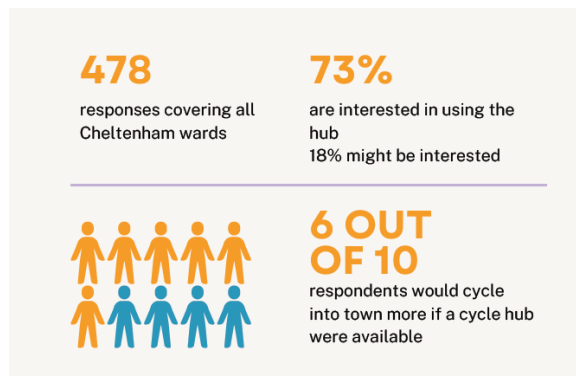 478
responses covering all
Cheltenham wards
73%
are interested in using the
hub
18% might be interested
6 OUT
OF 10
respondents would cycle
into town more if a cycle hub
were available